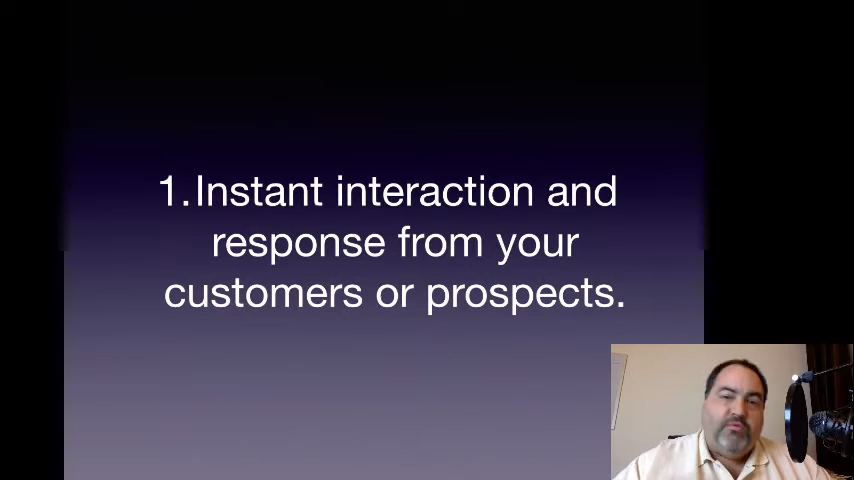 1.Instant interaction and
response from your
customers or prospects.